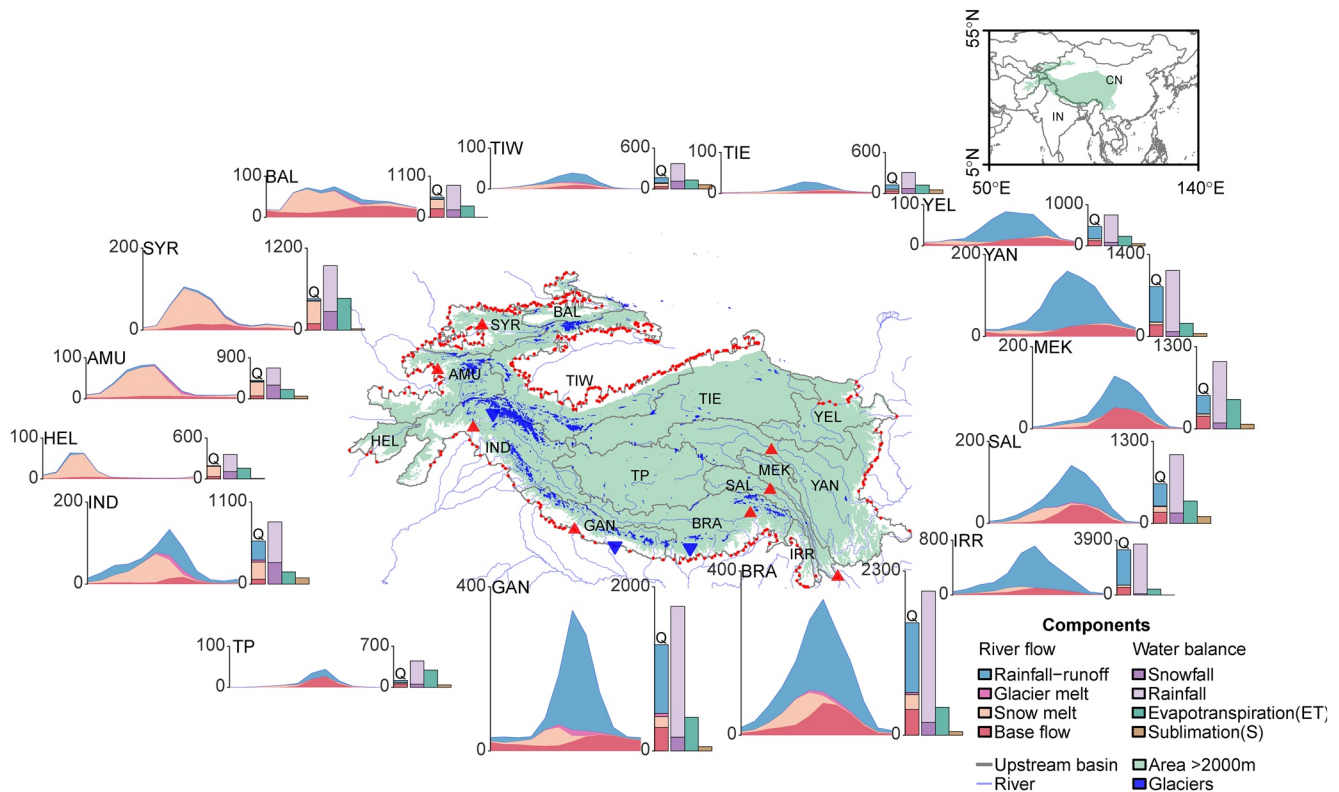 55°N
5°N
50°E
140°E
CN
IN
100
TIW
0
600
0
100
TIE
0
600
0
100
BAL
0
1100
Q
0
100
YEL
0
1000
0
200
SYR
0
1200
Q
0
200
YAN
0
1400
Q
0
100
AMU
0
900
Q
0
200
MEK
0
1300
Q
0
100
HEL
0
600
Q
0
200
SAL
0
1300
Q
0
200
IND
0
1100
Q
0
800
IRR
0
3900
Q
0
100
TP
0
700
Q
0
400
GAN
0
2000
Q
0
400
BRA
0
2300
Q
0
BAL
SYR
AMU
TIW
TIE
YEL
HEL
IND
TP
MEK
SAL
YAN
GAN
BRA
IRR
Components
River flow
Rainfall−runoff
Glacier melt
Snow melt
Base flow
Water balance
Snowfall
Rainfall
Evapotranspiration(ET)
Sublimation(S)
Upstream basin
River
Area >2000m
Glaciers